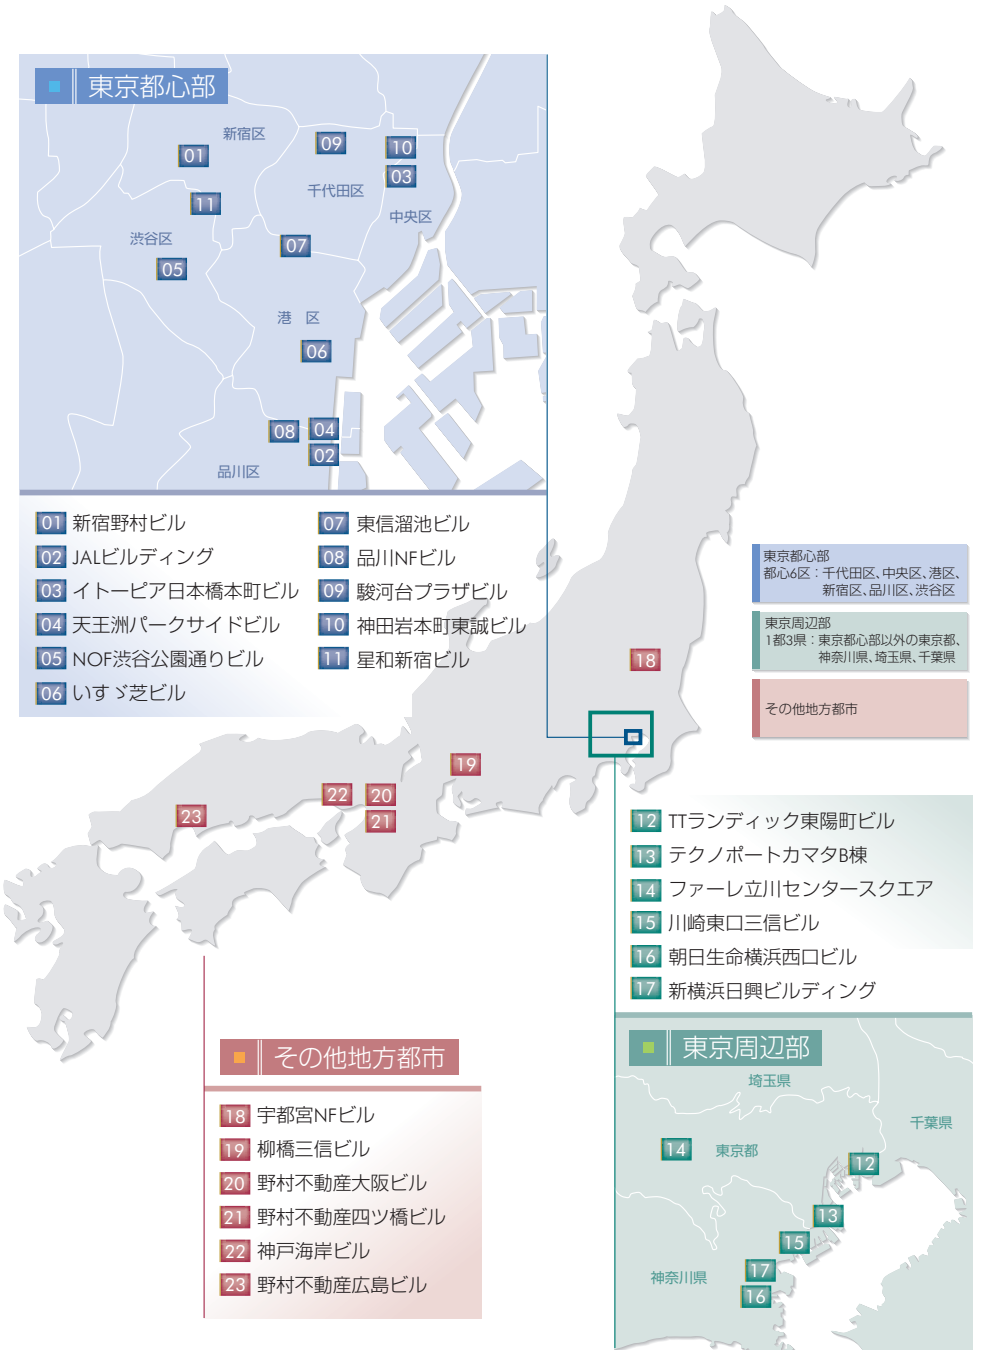 東京都心部
新宿区
千代田区
中央区
渋谷区
港 区
品川区
01
09
10
03
11
07
05
06
08
04
02
01 新宿野村ビル
02 JALビルディング
03 イトーピア日本橋本町ビル
04 天王洲パークサイドビル
05 NOF渋谷公園通りビル
06 いすゞ芝ビル
07 東信溜池ビル
08 品川NFビル
09 駿河台プラザビル
10 神田岩本町東誠ビル
11 星和新宿ビル
東京都心部
都心6区：千代田区、中央区、港区、
新宿区、品川区、渋谷区
東京周辺部
1都3県：東京都心部以外の東京都、
神奈川県、埼玉県、千葉県
その他地方都市
18
19
22
20
23
21
12 TTランディック東陽町ビル
13 テクノポートカマタB棟
14 ファーレ立川センタースクエア
15 川崎東口三信ビル
16 朝日生命横浜西口ビル
17 新横浜日興ビルディング
東京周辺部
埼玉県
千葉県
東京都
神奈川県
14
12
13
15
17
16
その他地方都市
18 宇都宮NFビル
19 柳橋三信ビル
20 野村不動産大阪ビル
21 野村不動産四ツ橋ビル
22 神戸海岸ビル
23 野村不動産広島ビル